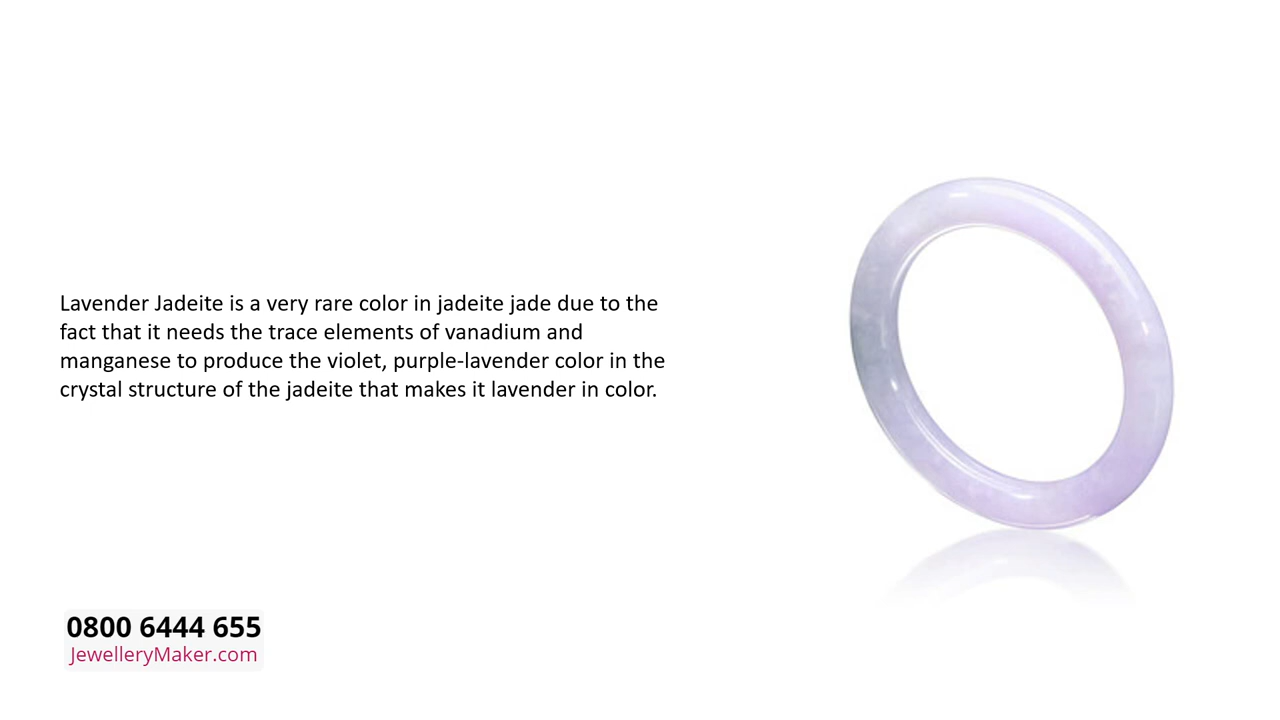 Lavender Jadeite is a very rare color in jadeite jade due to the
fact that it needs the trace elements of vanadium and
manganese to produce the violet, purple-lavender color in the
crystal structure of the jadeite that makes it lavender in color.
0800 6444 655
JewelleryMaker.com